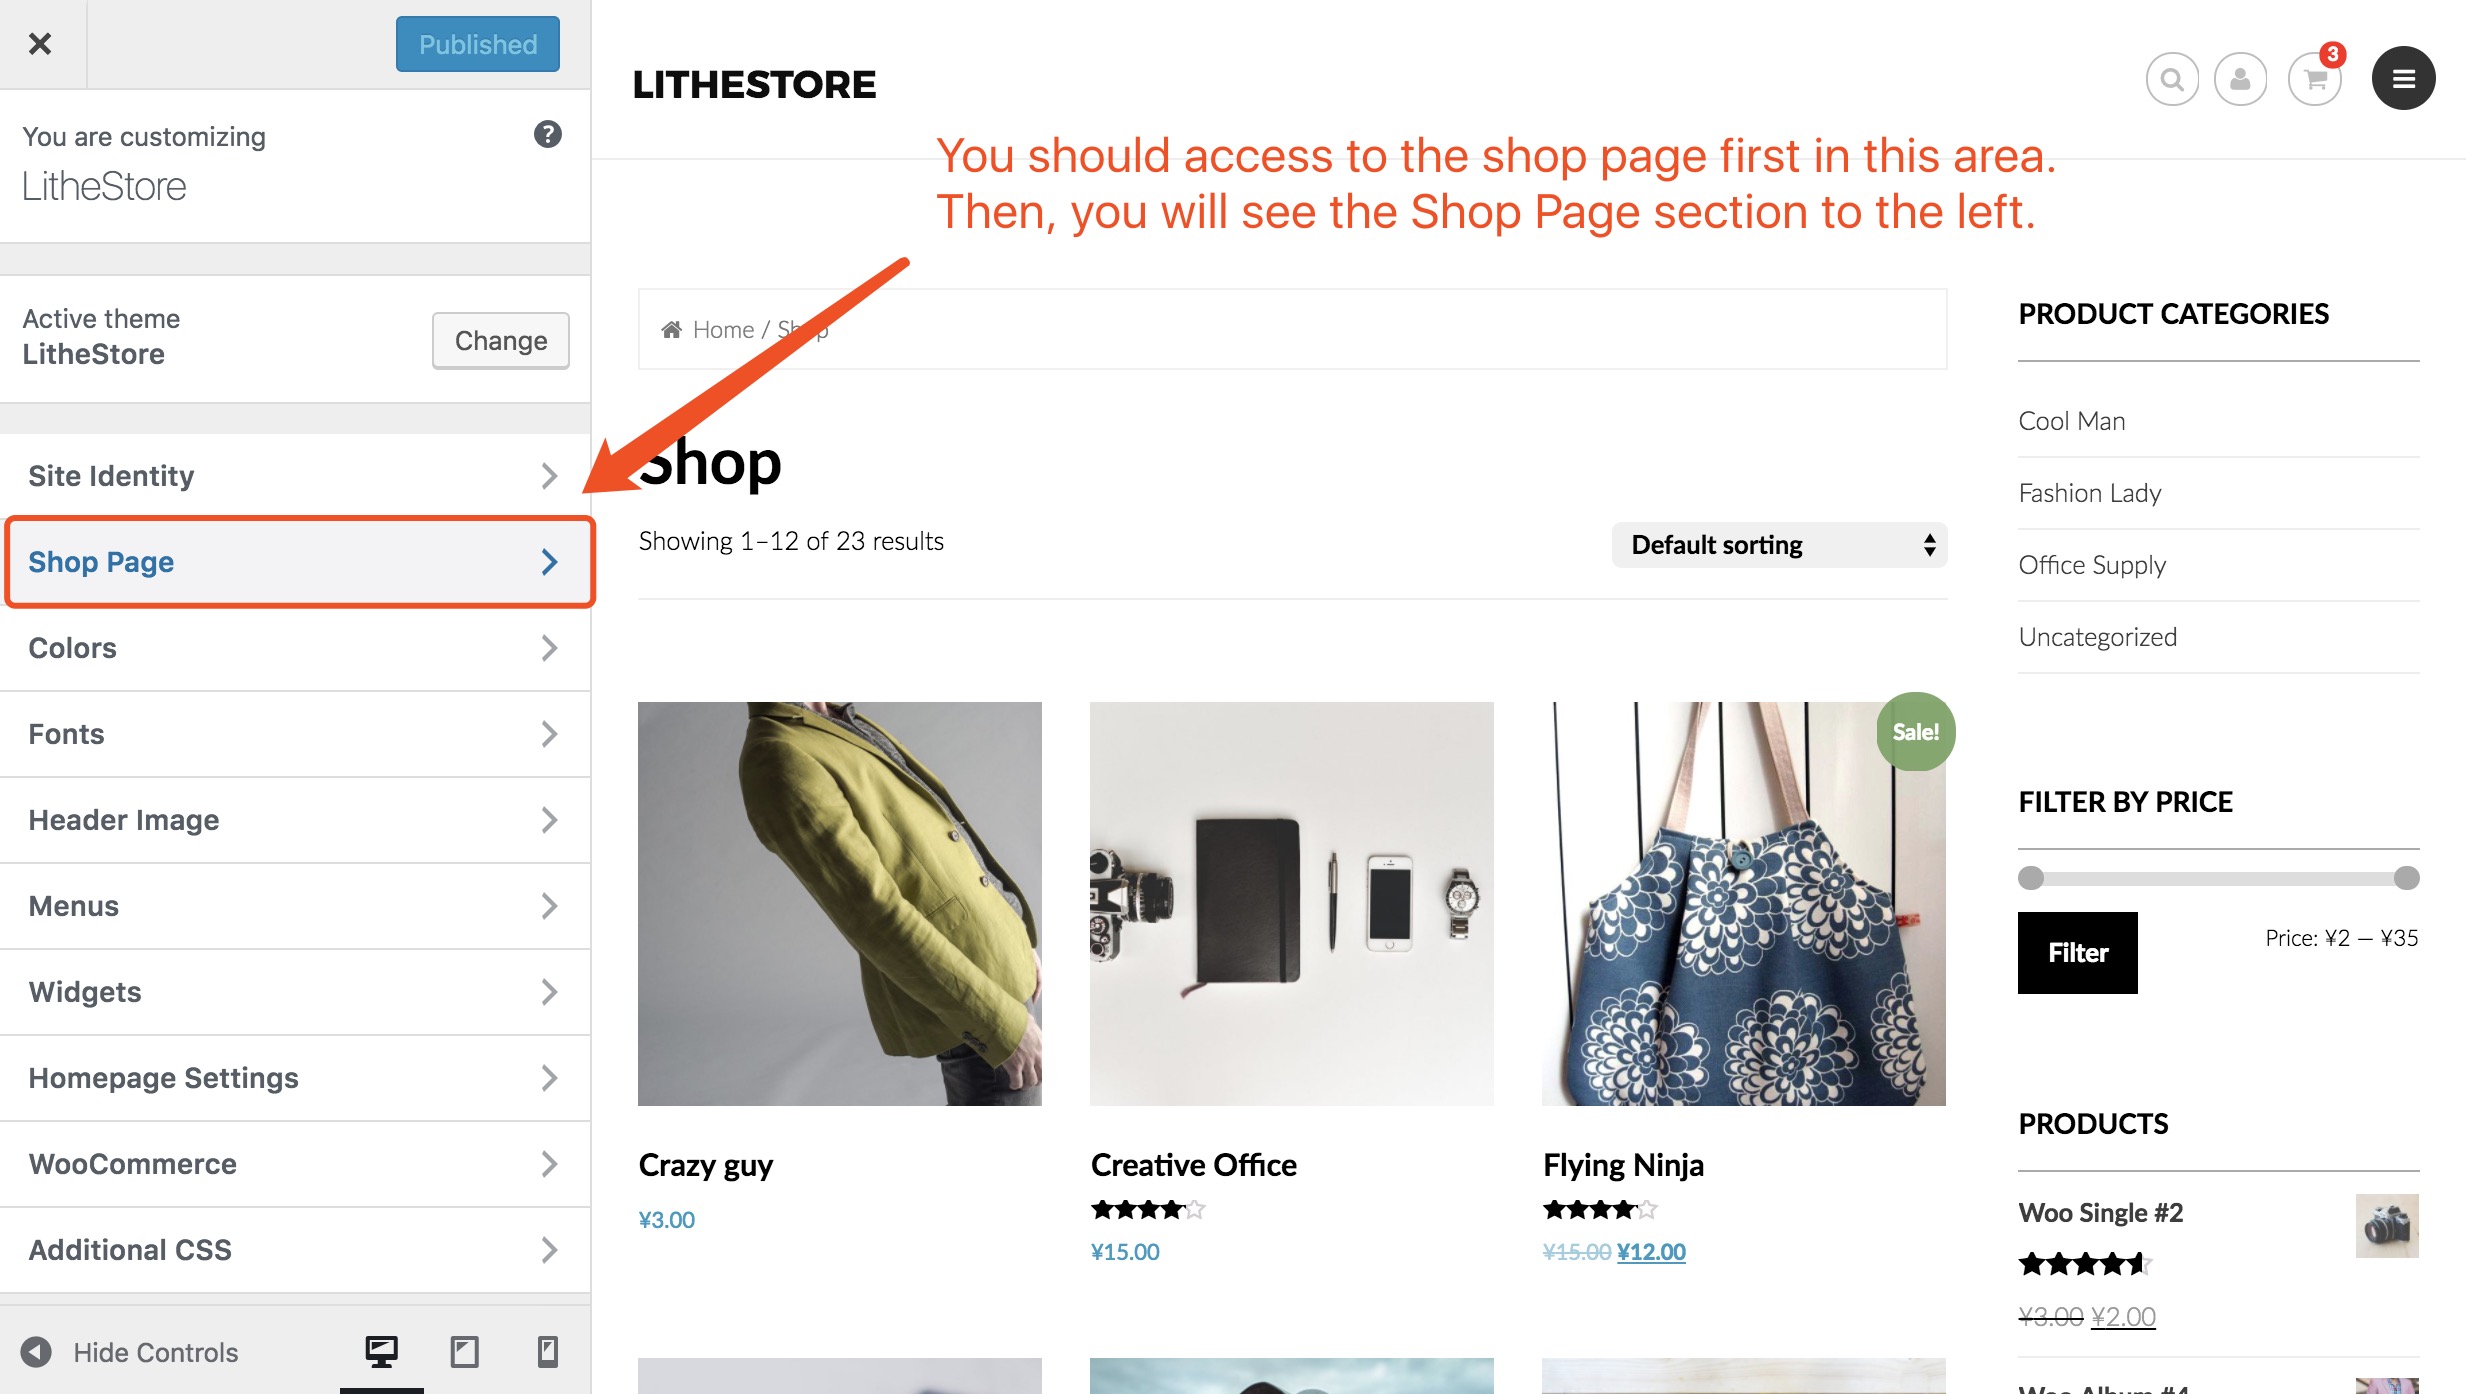 Published
You are customizing
LitheStore
Active theme
LitheStore
Change
Site Identity
Shop Page
Colors
Fonts
Header Image
Menus
Widgets
Homepage Settings
WooCommerce
Additional CSS
Hide Controls
LITHESTORE
3
You should access to the shop page first in this area.
Then, you will see the Shop Page section to the left.
Home / Shop
Shop
Showing 1–12 of 23 results
Default sorting
Sale!
Crazy guy
¥3.00
Creative Office
¥15.00
Flying Ninja
¥15.00 ¥12.00
PRODUCT CATEGORIES
Cool Man
Fashion Lady
Office Supply
Uncategorized
FILTER BY PRICE
Filter
Price: ¥2 — ¥35
PRODUCTS
Woo Single #2
¥3.00 ¥2.00
Woo Album #4